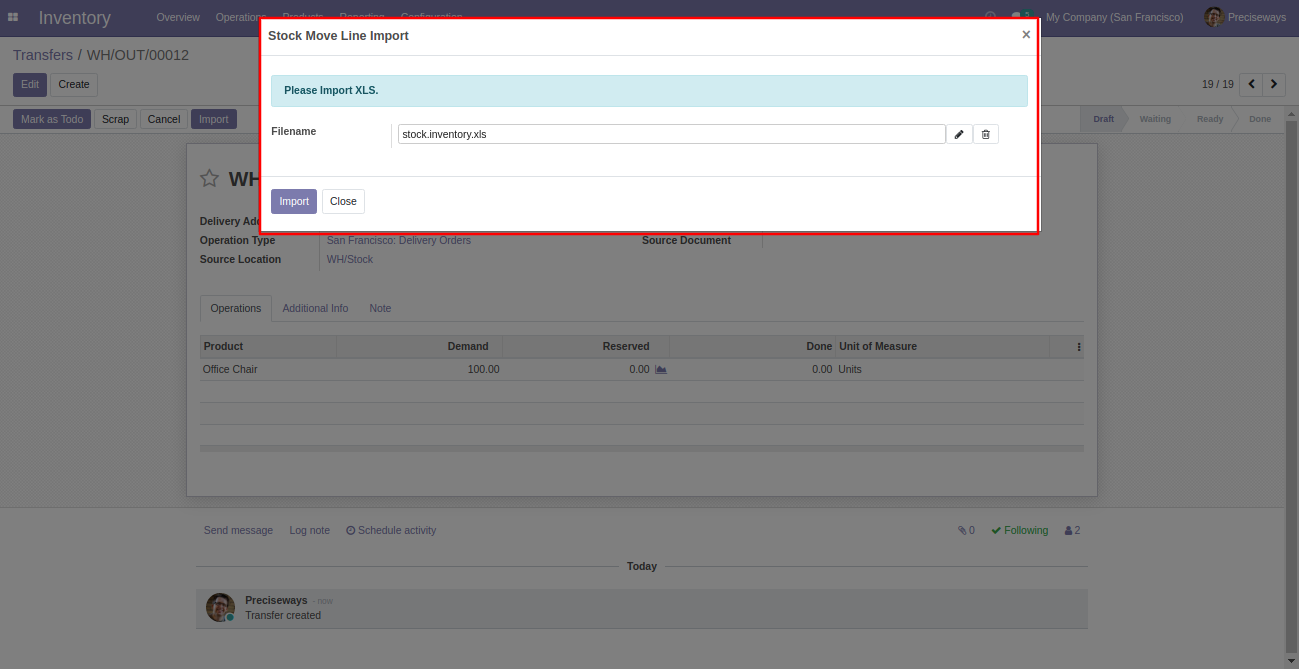 Inventory Overview Operations Products Reporting Configuration 5 My Company (San Francisco) Preciseways
Stock Move Line Import ×
Transfers / WH/OUT/00012
Edit Create 19 / 19
Please Import XLS.
Mark as Todo Scrap Cancel Import Draft Waiting Ready Done
Filename stock.inventory.xls
WH
Import Close
Delivery Add
Operation Type San Francisco: Delivery Orders Source Document
Source Location WH/Stock
Operations Additional Info Note
Product Demand Reserved Done Unit of Measure
Office Chair 100.00 0.00 0.00 Units
Send message Log note Schedule activity 0 Following 2
Today
Preciseways - now
Transfer created